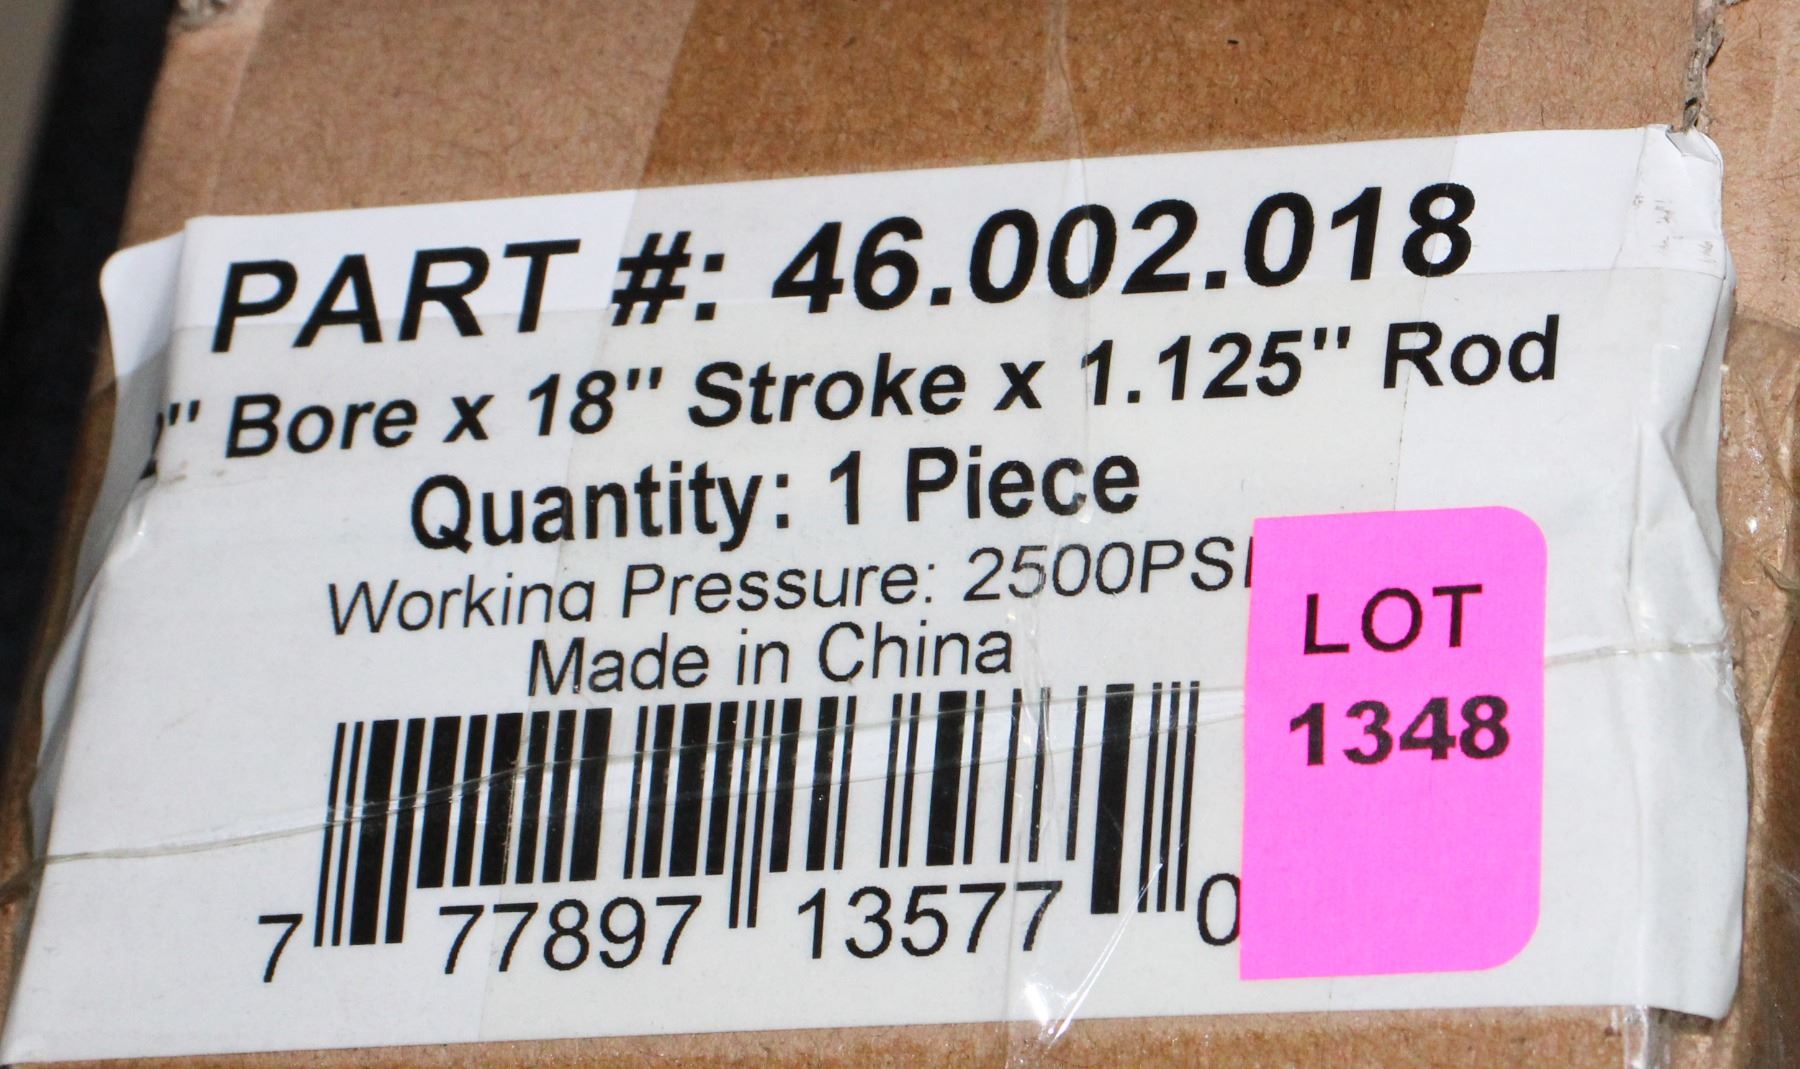 PART #: 46.002.018
" Bore x 18" Stroke x 1.125" Rod
Quantity: 1 Piece
Working Pressure: 2500PSI
Made in China
7 77897 13577 0
LOT
1348